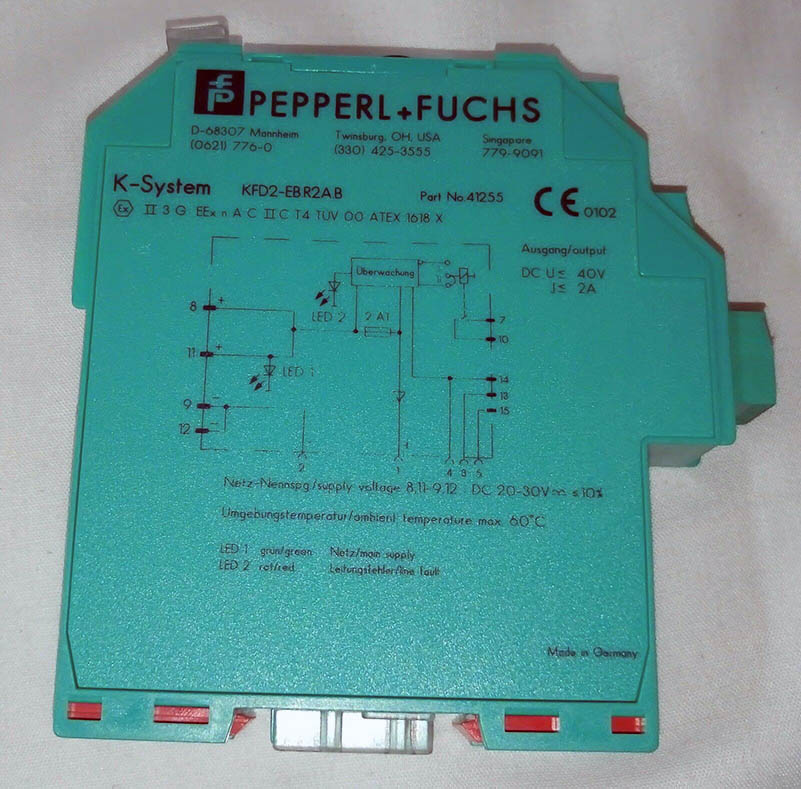 PEPPERL+FUCHS
D-68307 Mannheim Twinsburg, OH, USA Singapore
(0621) 776-0 (330) 425-3555 779-9091
K-System KFD2-EB.R2A.B Part No.41255 CE 0102
Ex II 3 G EEx n A C II C T4 TÜV 00 ATEX 1618 X
Ausgang/output
DC U≤ 40V
J≤ 2A
Überwachung
8 +
LED 2
2 AT
7
10
11 +
LED 1
14
13
15
9 -
12 -
2 1 4 3 5
Netz-Nennspg/supply voltage 8,11-9,12 DC 20-30V ≤10%
Umgebungstemperatur/ambient temperature max. 60°C
LED 1 grün/green Netz/main supply
LED 2 rot/red Leitungsfehler/line fault
Made in Germany